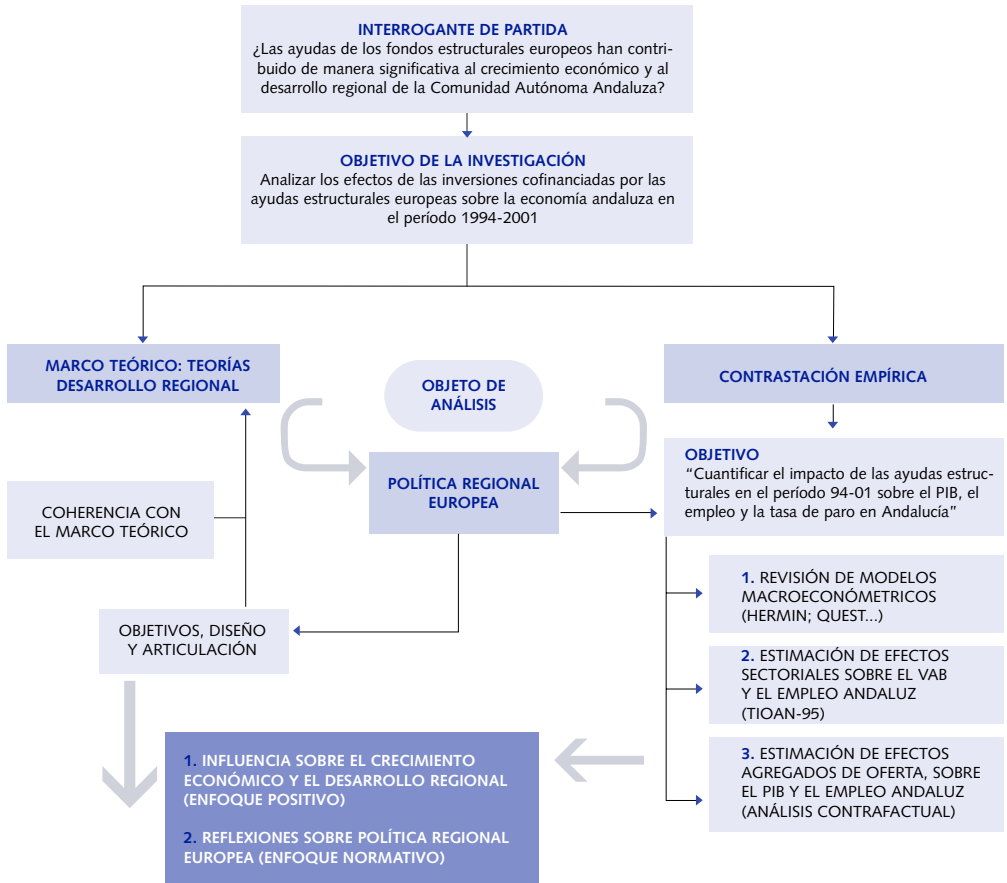 INTERROGANTE DE PARTIDA
¿Las ayudas de los fondos estructurales europeos han contri-
buido de manera significativa al crecimiento económico y al
desarrollo regional de la Comunidad Autónoma Andaluza?
OBJETIVO DE LA INVESTIGACIÓN
Analizar los efectos de las inversiones cofinanciadas por las
ayudas estructurales europeas sobre la economía andaluza en
el período 1994-2001
MARCO TEÓRICO: TEORÍAS
DESARROLLO REGIONAL
OBJETO DE
ANÁLISIS
CONTRASTACIÓN EMPÍRICA
POLÍTICA REGIONAL
EUROPEA
OBJETIVO
“Cuantificar el impacto de las ayudas estruc-
turales en el período 94-01 sobre el PIB, el
empleo y la tasa de paro en Andalucía”
COHERENCIA CON
EL MARCO TEÓRICO
OBJETIVOS, DISEÑO
Y ARTICULACIÓN
1. REVISIÓN DE MODELOS
MACROECONÓMETRICOS
(HERMIN; QUEST...)
2. ESTIMACIÓN DE EFECTOS
SECTORIALES SOBRE EL VAB
Y EL EMPLEO ANDALUZ
(TIOAN-95)
3. ESTIMACIÓN DE EFECTOS
AGREGADOS DE OFERTA, SOBRE
EL PIB Y EL EMPLEO ANDALUZ
(ANÁLISIS CONTRAFACTUAL)
1. INFLUENCIA SOBRE EL CRECIMIENTO
ECONÓMICO Y EL DESARROLLO REGIONAL
(ENFOQUE POSITIVO)
2. REFLEXIONES SOBRE POLÍTICA REGIONAL
EUROPEA (ENFOQUE NORMATIVO)